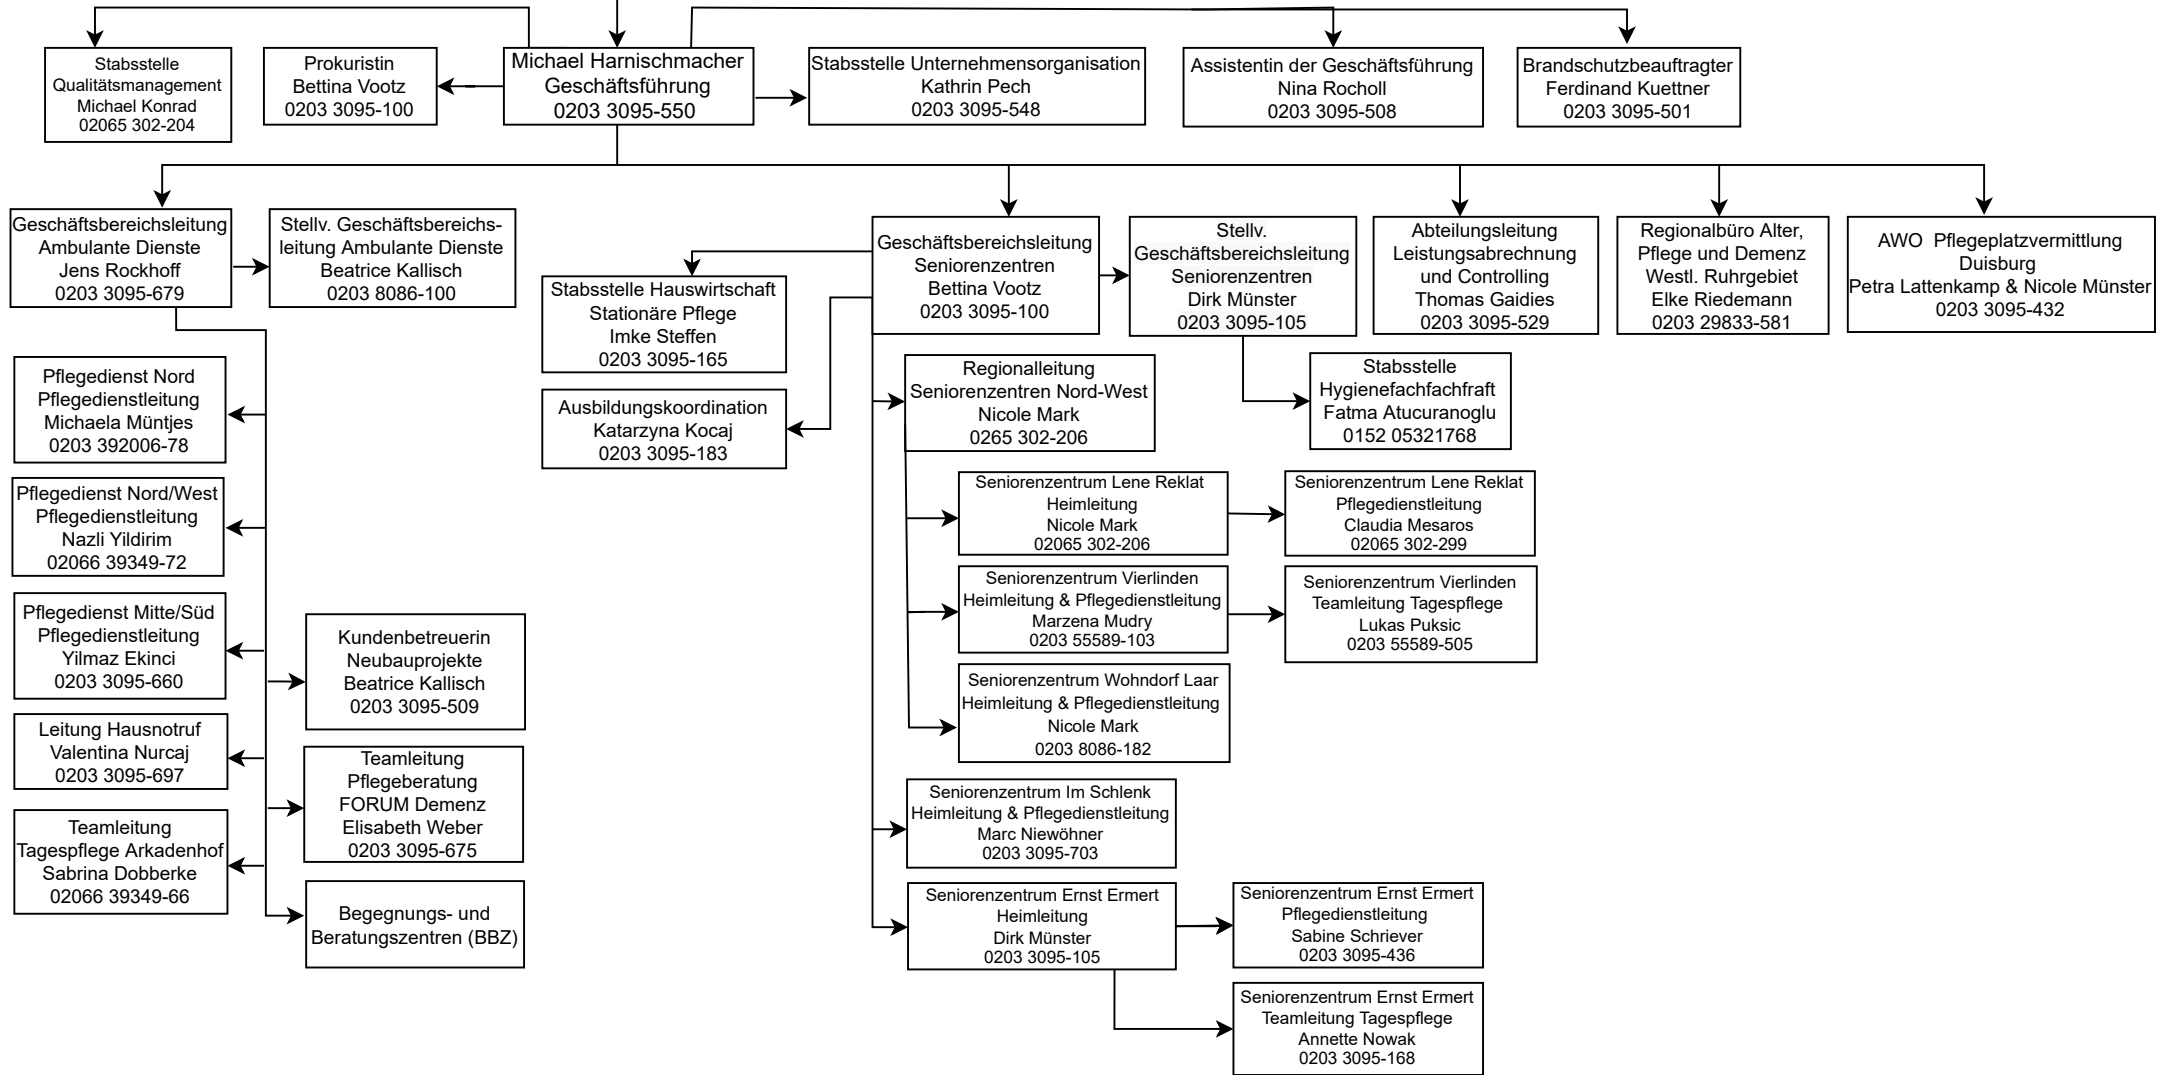 Stabsstelle
Qualitätsmanagement
Michael Konrad
02065 302-204
Prokuristin
Bettina Vootz
0203 3095-100
Michael Harnischmacher
Geschäftsführung
0203 3095-550
Stabsstelle Unternehmensorganisation
Kathrin Pech
0203 3095-548
Assistentin der Geschäftsführung
Nina Rocholl
0203 3095-508
Brandschutzbeauftragter
Ferdinand Kuettner
0203 3095-501
Geschäftsbereichsleitung
Ambulante Dienste
Jens Rockhoff
0203 3095-679
Stellv. Geschäftsbereichs-
leitung Ambulante Dienste
Beatrice Kallisch
0203 8086-100
Geschäftsbereichsleitung
Seniorenzentren
Bettina Vootz
0203 3095-100
Stellv.
Geschäftsbereichsleitung
Seniorenzentren
Dirk Münster
0203 3095-105
Abteilungsleitung
Leistungsabrechnung
und Controlling
Thomas Gaidies
0203 3095-529
Regionalbüro Alter,
Pflege und Demenz
Westl. Ruhrgebiet
Elke Riedemann
0203 29833-581
AWO Pflegeplatzvermittlung
Duisburg
Petra Lattenkamp & Nicole Münster
0203 3095-432
Stabsstelle Hauswirtschaft
Stationäre Pflege
Imke Steffen
0203 3095-165
Ausbildungskoordination
Katarzyna Kocaj
0203 3095-183
Regionalleitung
Seniorenzentren Nord-West
Nicole Mark
0265 302-206
Stabsstelle
Hygienefachfachfraft
Fatma Atucuranoglu
0152 05321768
Pflegedienst Nord
Pflegedienstleitung
Michaela Müntjes
0203 392006-78
Pflegedienst Nord/West
Pflegedienstleitung
Nazli Yildirim
02066 39349-72
Pflegedienst Mitte/Süd
Pflegedienstleitung
Yilmaz Ekinci
0203 3095-660
Leitung Hausnotruf
Valentina Nurcaj
0203 3095-697
Teamleitung
Tagespflege Arkadenhof
Sabrina Dobberke
02066 39349-66
Kundenbetreuerin
Neubauprojekte
Beatrice Kallisch
0203 3095-509
Teamleitung
Pflegeberatung
FORUM Demenz
Elisabeth Weber
0203 3095-675
Begegnungs- und
Beratungszentren (BBZ)
Seniorenzentrum Lene Reklat
Heimleitung
Nicole Mark
02065 302-206
Seniorenzentrum Lene Reklat
Pflegedienstleitung
Claudia Mesaros
02065 302-299
Seniorenzentrum Vierlinden
Heimleitung & Pflegedienstleitung
Marzena Mudry
0203 55589-103
Seniorenzentrum Vierlinden
Teamleitung Tagespflege
Lukas Puksic
0203 55589-505
Seniorenzentrum Wohndorf Laar
Heimleitung & Pflegedienstleitung
Nicole Mark
0203 8086-182
Seniorenzentrum Im Schlenk
Heimleitung & Pflegedienstleitung
Marc Niewöhner
0203 3095-703
Seniorenzentrum Ernst Ermert
Heimleitung
Dirk Münster
0203 3095-105
Seniorenzentrum Ernst Ermert
Pflegedienstleitung
Sabine Schriever
0203 3095-436
Seniorenzentrum Ernst Ermert
Teamleitung Tagespflege
Annette Nowak
0203 3095-168